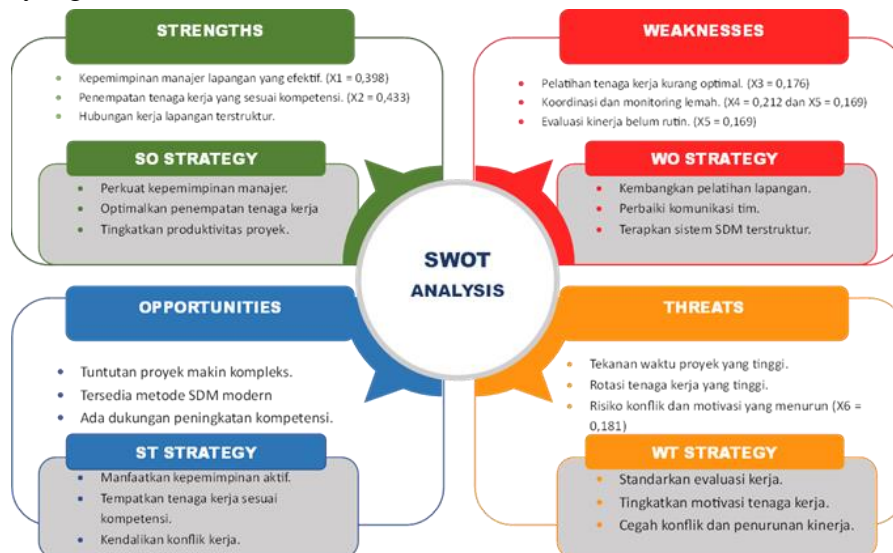 STRENGTHS
Kepemimpinan manajer lapangan yang efektif. (X1 = 0,398)
Penempatan tenaga kerja yang sesuai kompetensi. (X2 = 0,433)
Hubungan kerja lapangan terstruktur.
SO STRATEGY
Perkuat kepemimpinan manajer.
Optimalkan penempatan tenaga kerja
Tingkatkan produktivitas proyek.
WEAKNESSES
Pelatihan tenaga kerja kurang optimal. (X3 = 0,176)
Koordinasi dan monitoring lemah. (X4 = 0,212 dan X5 = 0,169)
Evaluasi kinerja belum rutin. (X5 = 0,169)
WO STRATEGY
Kembangkan pelatihan lapangan.
Perbaiki komunikasi tim.
Terapkan sistem SDM terstruktur.
SWOT
ANALYSIS
OPPORTUNITIES
Tuntutan proyek makin kompleks.
Tersedia metode SDM modern
Ada dukungan peningkatan kompetensi.
ST STRATEGY
Manfaatkan kepemimpinan aktif.
Tempatkan tenaga kerja sesuai
kompetensi.
Kendalikan konflik kerja.
THREATS
Tekanan waktu proyek yang tinggi.
Rotasi tenaga kerja yang tinggi.
Risiko konflik dan motivasi yang menurun (X6 =
0,181)
WT STRATEGY
Standarkan evaluasi kerja.
Tingkatkan motivasi tenaga kerja.
Cegah konflik dan penurunan kinerja.